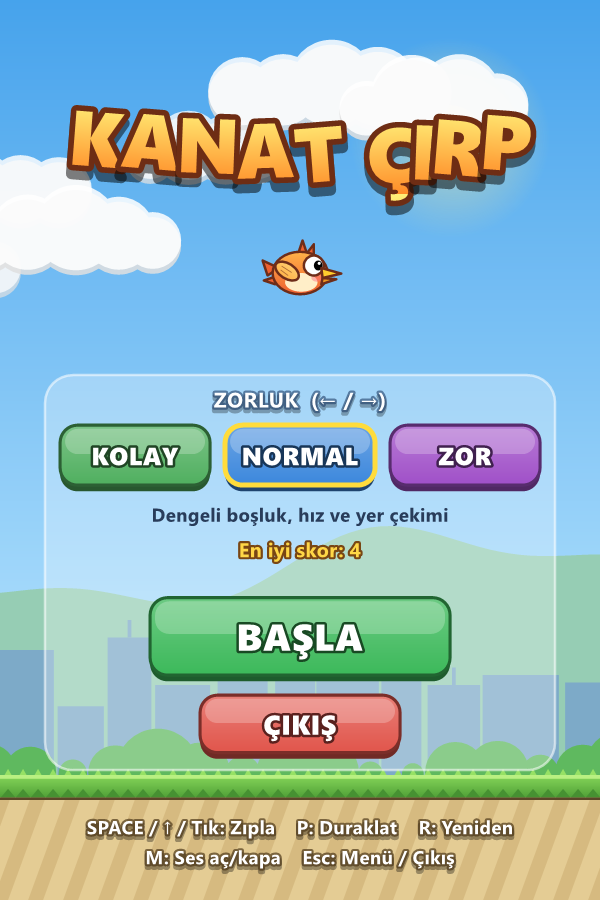 KANAT ÇIRP
ZORLUK (← / →)
KOLAY NORMAL ZOR
Dengeli boşluk, hız ve yer çekimi
En iyi skor: 4
BAŞLA
ÇIKIŞ
SPACE / ↑ / Tık: Zıpla P: Duraklat R: Yeniden
M: Ses aç/kapa Esc: Menü / Çıkış